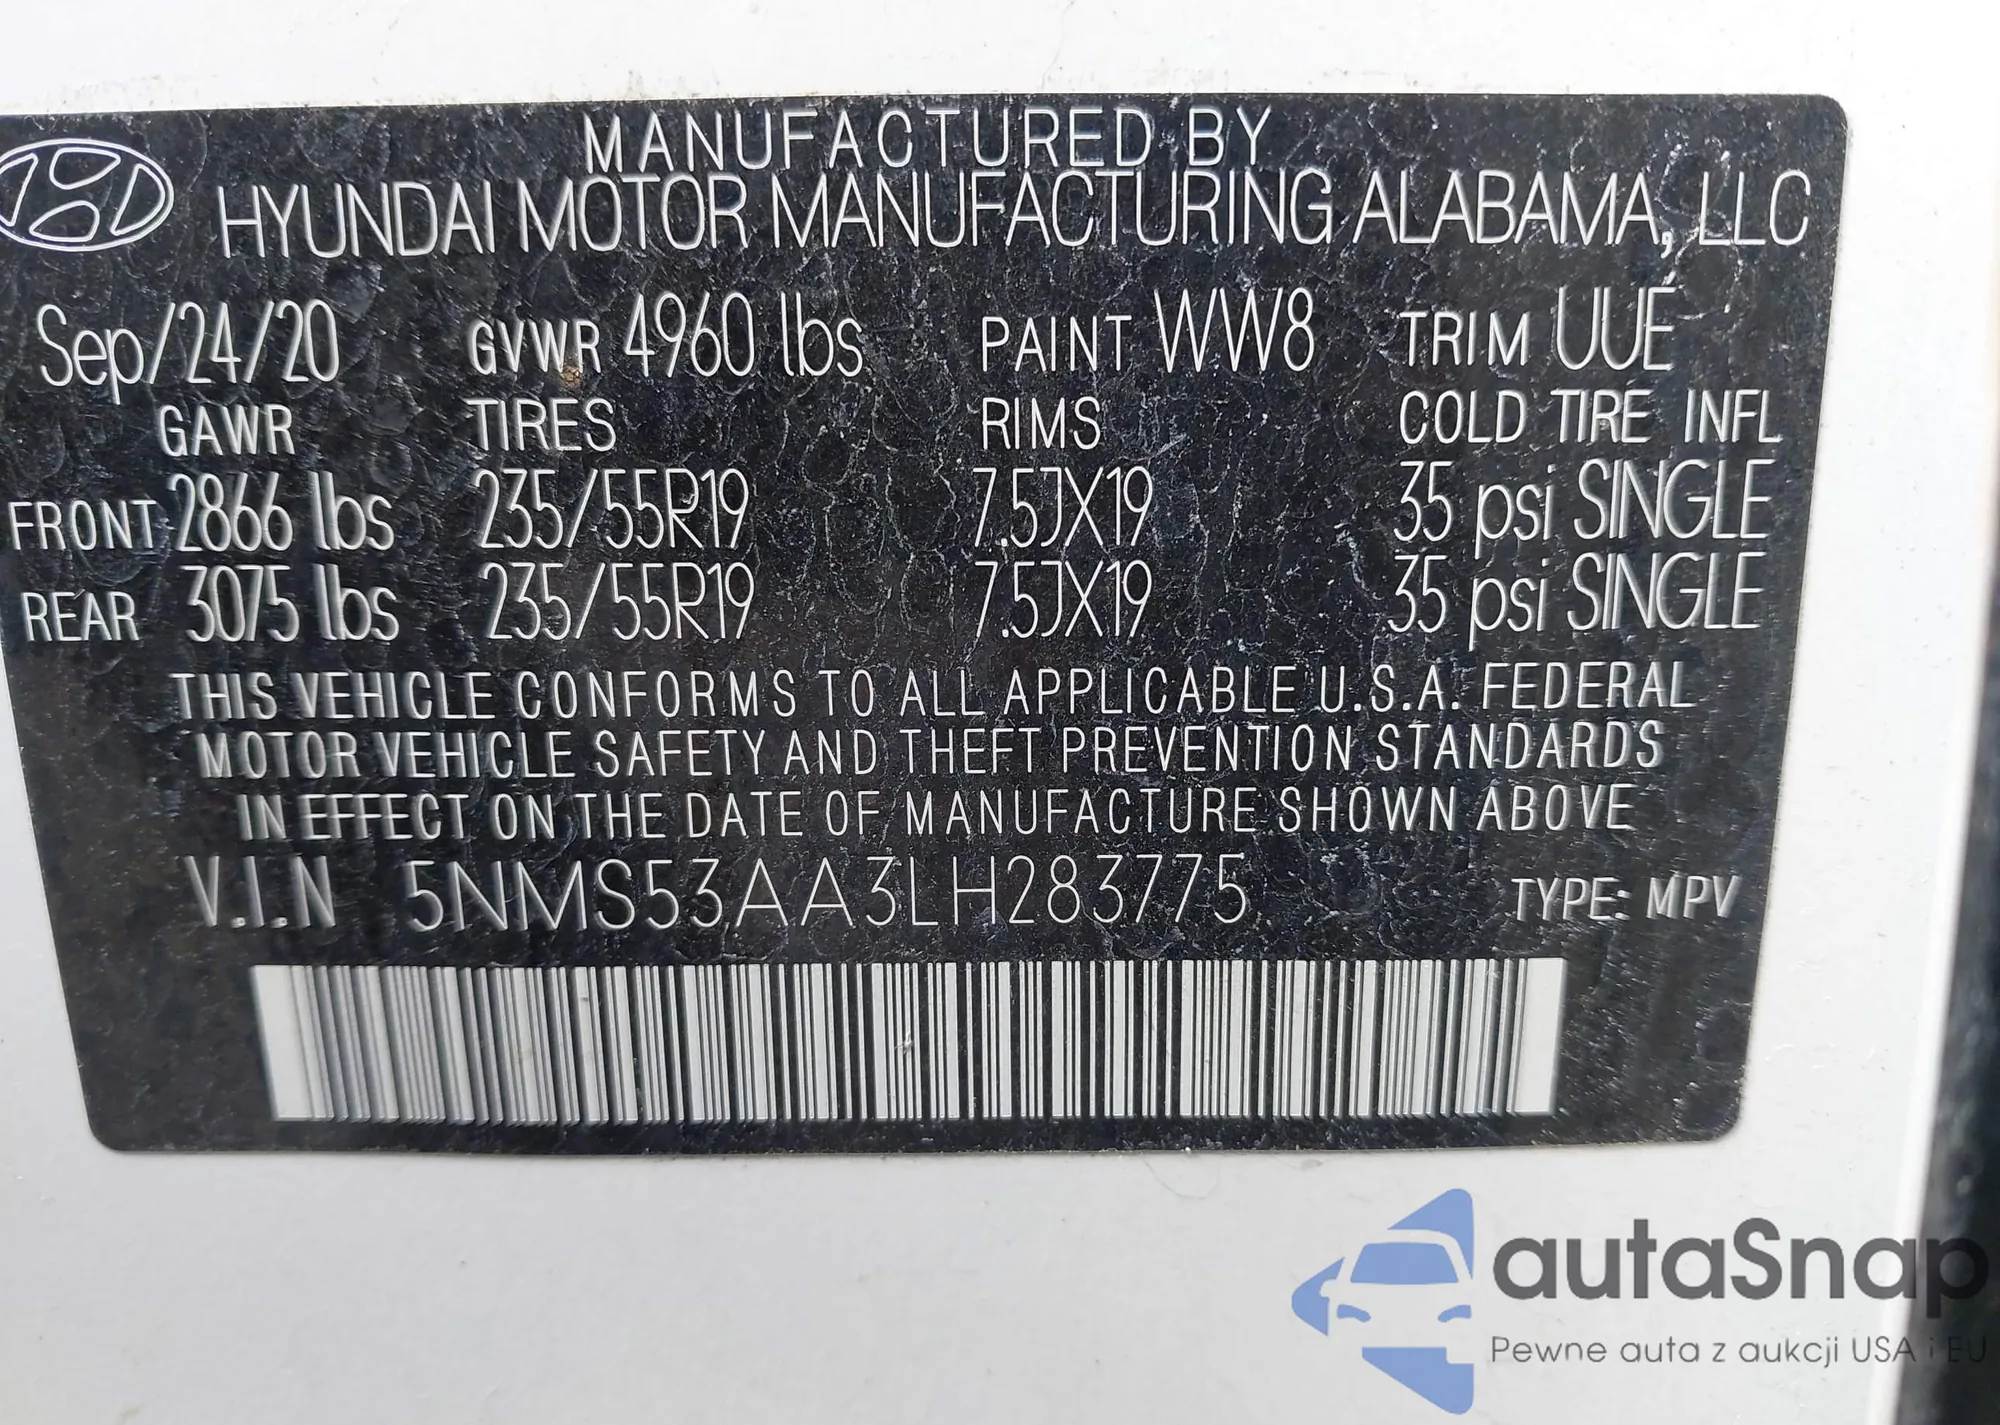 MANUFACTURED BY
HYUNDAI MOTOR MANUFACTURING ALABAMA, LLC
Sep/24/20 GVWR 4960 lbs PAINT WW8 TRIM UUE
GAWR TIRES RIMS COLD TIRE INFL
FRONT 2866 lbs 235/55R19 7.5JX19 35 psi SINGLE
REAR 3075 lbs 235/55R19 7.5JX19 35 psi SINGLE
THIS VEHICLE CONFORMS TO ALL APPLICABLE U.S.A. FEDERAL
MOTOR VEHICLE SAFETY AND THEFT PREVENTION STANDARDS
IN EFFECT ON THE DATE OF MANUFACTURE SHOWN ABOVE
V.I.N 5NMS53AA3LH283775 TYPE: MPV
autaSnap
Pewne auta z aukcji USA i EU